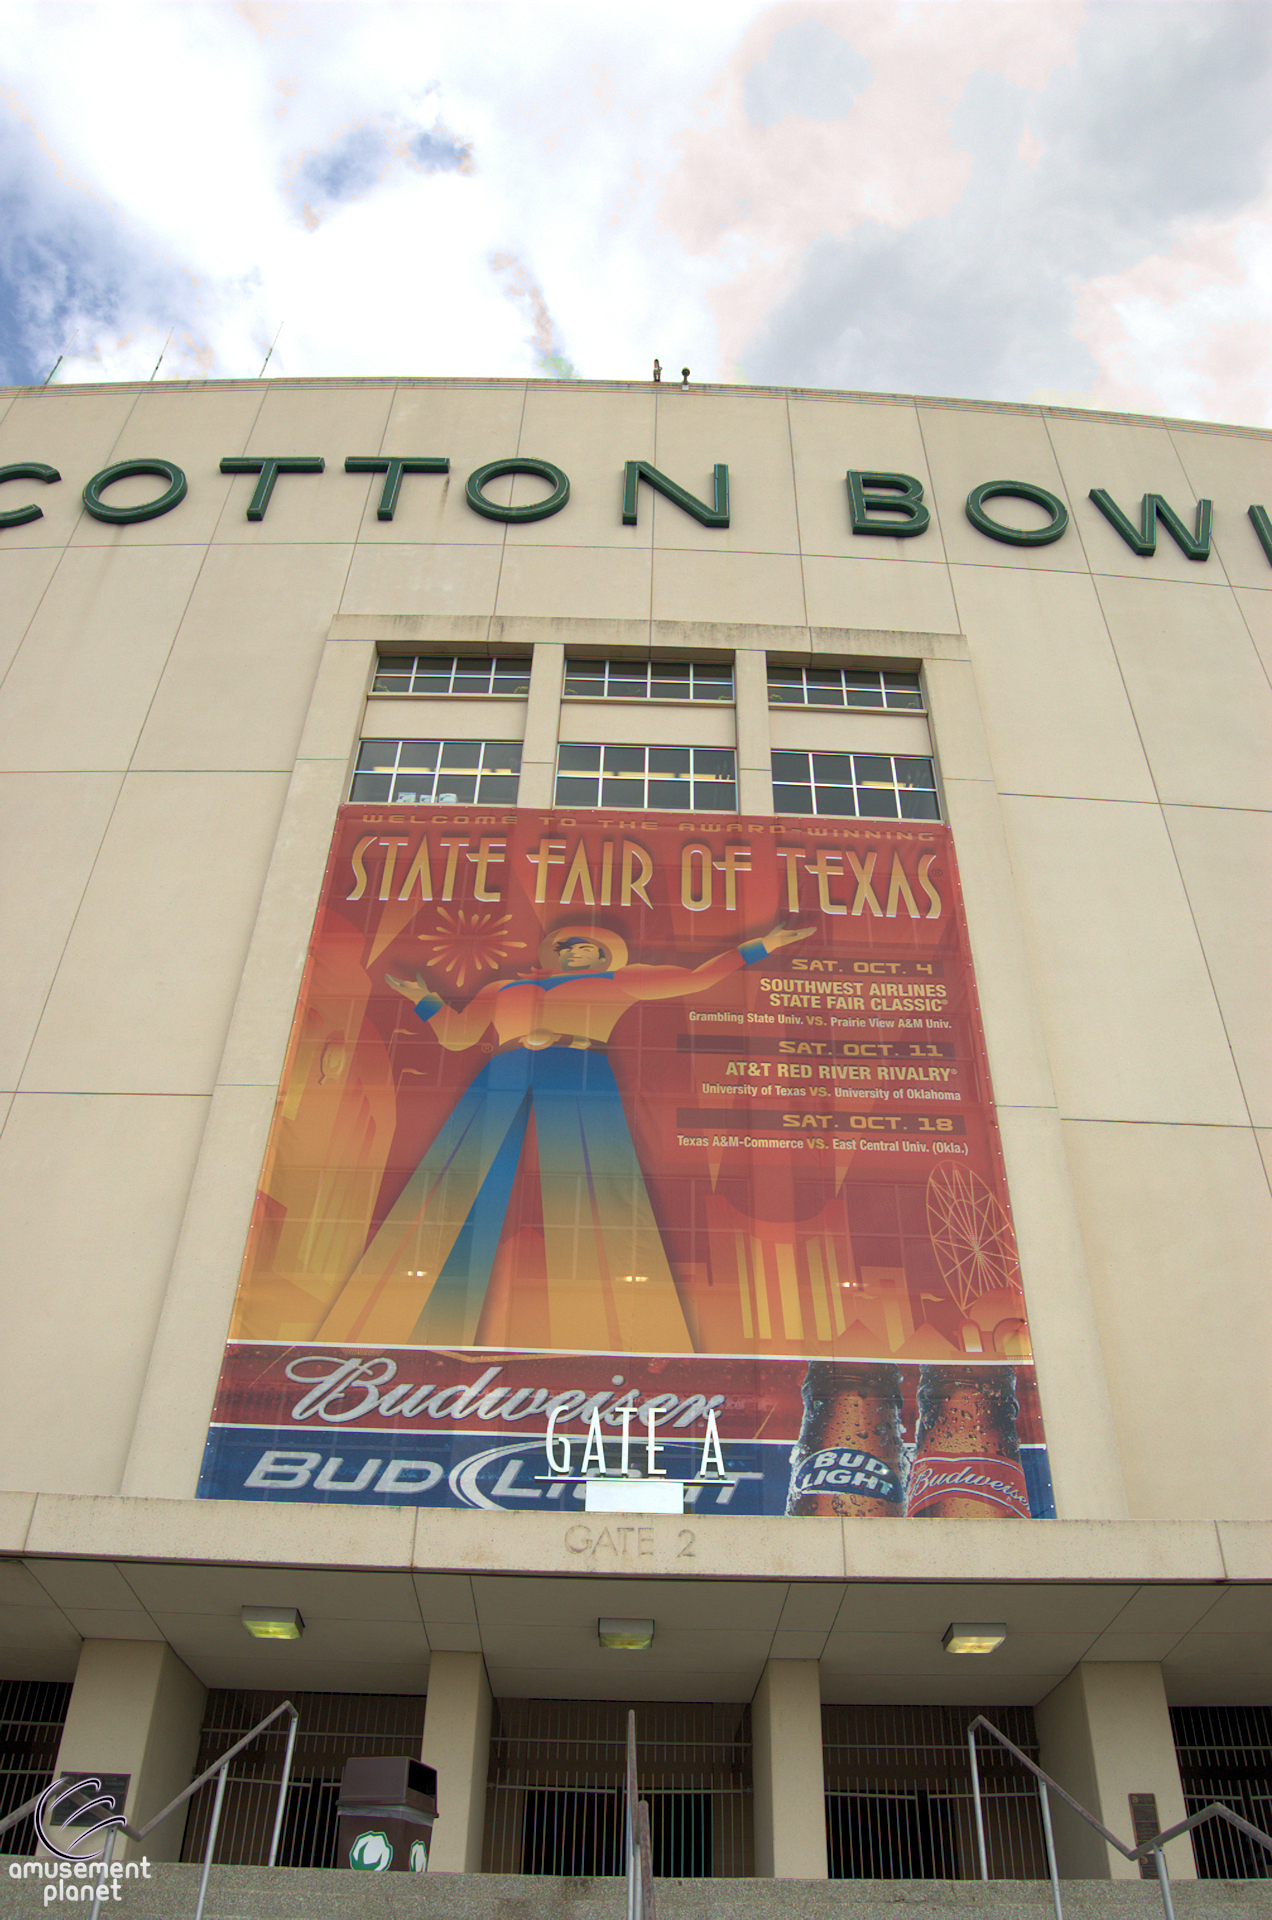 COTTON BOWL
WELCOME TO THE AWARD-WINNING
STATE FAIR OF TEXAS®
SAT. OCT. 4
SOUTHWEST AIRLINES
STATE FAIR CLASSIC®
Grambling State Univ. VS. Prairie View A&M Univ.
SAT. OCT. 11
AT&T RED RIVER RIVALRY®
University of Texas VS. University of Oklahoma
SAT. OCT. 18
Texas A&M-Commerce VS. East Central Univ. (Okla.)
Budweiser
BUD LIGHT
BUD
LIGHT
Budweiser
GATE A
GATE 2
amusement
planet